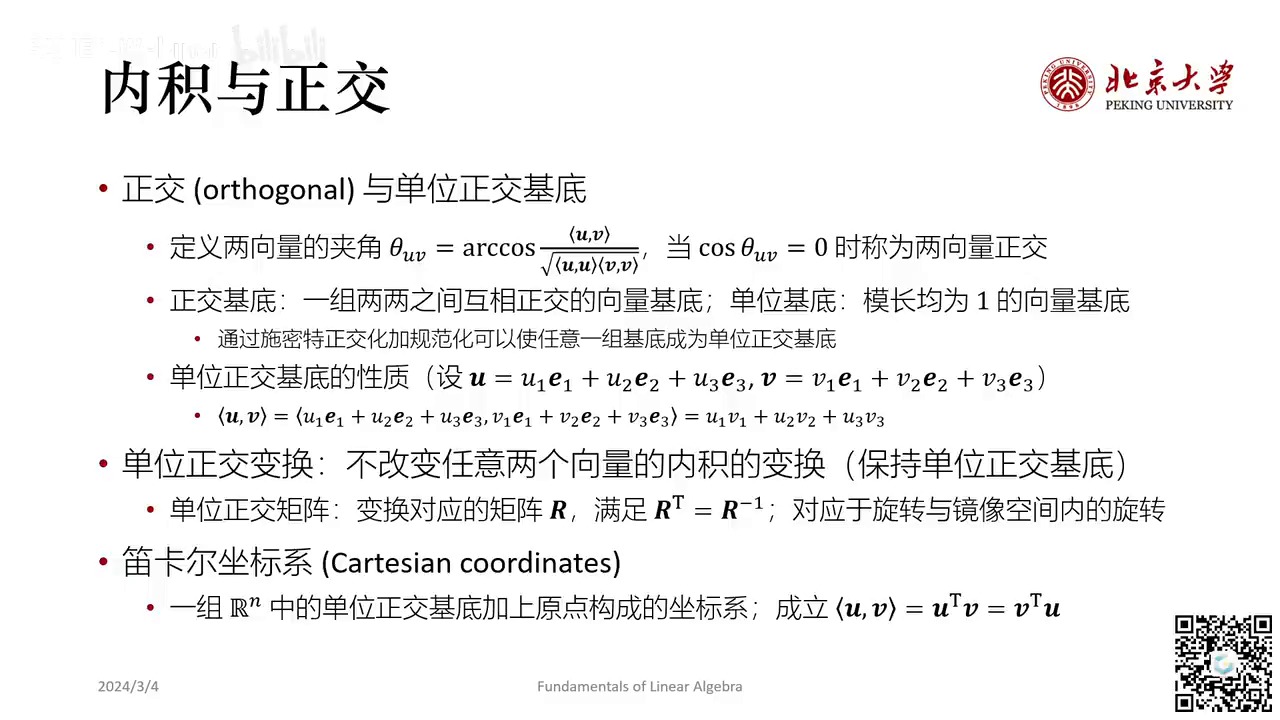 bilibili
内积与正交
北京大学
PEKING UNIVERSITY
PEKING UNIVERSITY
1898
• 正交 (orthogonal) 与单位正交基底
• 定义两向量的夹角 θ_{uv} = arccos ⟨u,v⟩/√(⟨u,u⟩⟨v,v⟩)，当 cos θ_{uv} = 0 时称为两向量正交
• 正交基底：一组两两之间互相正交的向量基底；单位基底：模长均为 1 的向量基底
• 通过施密特正交化加规范化可以使任意一组基底成为单位正交基底
• 单位正交基底的性质（设 u = u₁e₁ + u₂e₂ + u₃e₃, v = v₁e₁ + v₂e₂ + v₃e₃）
• ⟨u, v⟩ = ⟨u₁e₁ + u₂e₂ + u₃e₃, v₁e₁ + v₂e₂ + v₃e₃⟩ = u₁v₁ + u₂v₂ + u₃v₃
• 单位正交变换：不改变任意两个向量的内积的变换（保持单位正交基底）
• 单位正交矩阵：变换对应的矩阵 R，满足 Rᵀ = R⁻¹；对应于旋转与镜像空间内的旋转
• 笛卡尔坐标系 (Cartesian coordinates)
• 一组 ℝⁿ 中的单位正交基底加上原点构成的坐标系；成立 ⟨u, v⟩ = uᵀv = vᵀu
2024/3/4
Fundamentals of Linear Algebra